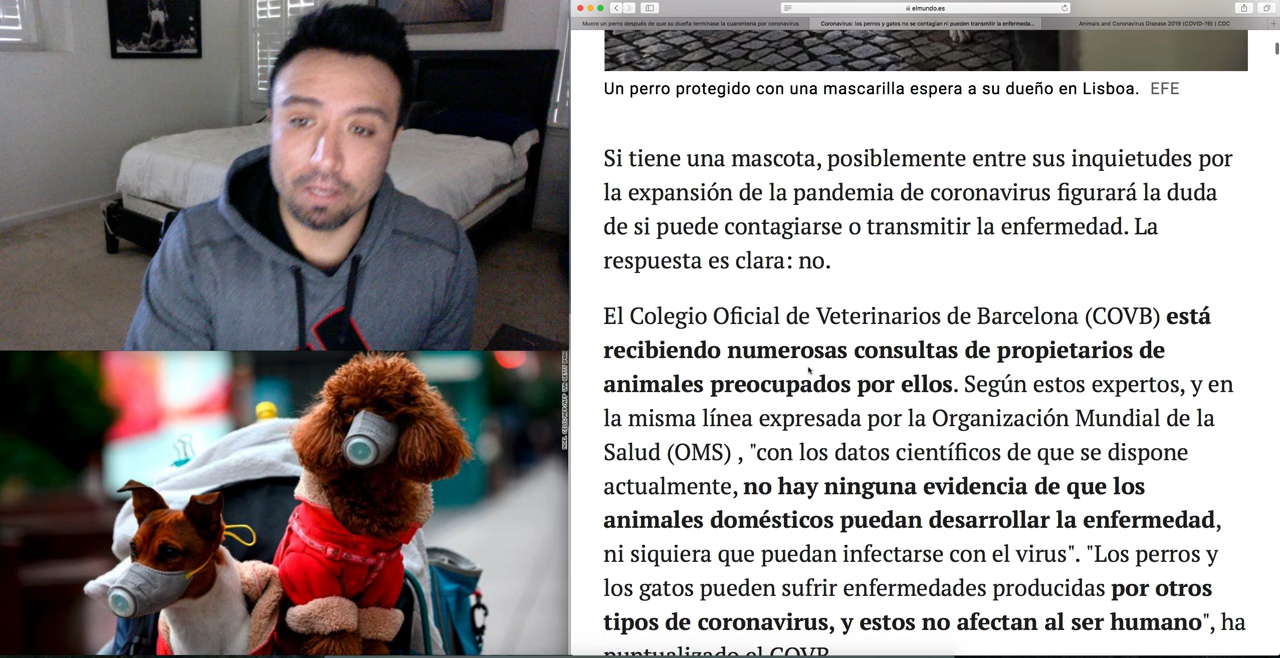 elmundo.es
Muere un perro después de que su dueña terminase la cuarentena por coronavirus
Coronavirus: los perros y gatos no se contagian ni pueden transmitir la enfermeda...
Animals and Coronavirus Disease 2019 (COVID-19) | CDC
Un perro protegido con una mascarilla espera a su dueño en Lisboa. EFE
Si tiene una mascota, posiblemente entre sus inquietudes por
la expansión de la pandemia de coronavirus figurará la duda
de si puede contagiarse o transmitir la enfermedad. La
respuesta es clara: no.
El Colegio Oficial de Veterinarios de Barcelona (COVB) está
recibiendo numerosas consultas de propietarios de
animales preocupados por ellos. Según estos expertos, y en
la misma línea expresada por la Organización Mundial de la
Salud (OMS) , "con los datos científicos de que se dispone
actualmente, no hay ninguna evidencia de que los
animales domésticos puedan desarrollar la enfermedad,
ni siquiera que puedan infectarse con el virus". "Los perros y
los gatos pueden sufrir enfermedades producidas por otros
tipos de coronavirus, y estos no afectan al ser humano", ha
puntualizado el COVB